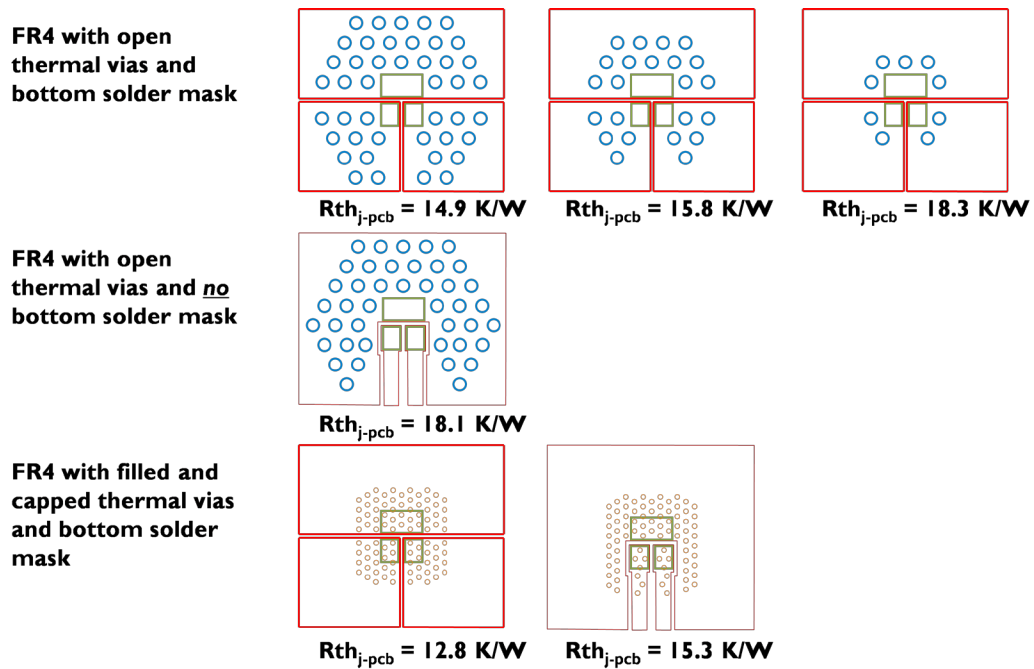 FR4 with open
thermal vias and
bottom solder mask
Rthj-pcb = 14.9 K/W
Rthj-pcb = 15.8 K/W
Rthj-pcb = 18.3 K/W
FR4 with open
thermal vias and no
bottom solder mask
Rthj-pcb = 18.1 K/W
FR4 with filled and
capped thermal vias
and bottom solder
mask
Rthj-pcb = 12.8 K/W
Rthj-pcb = 15.3 K/W